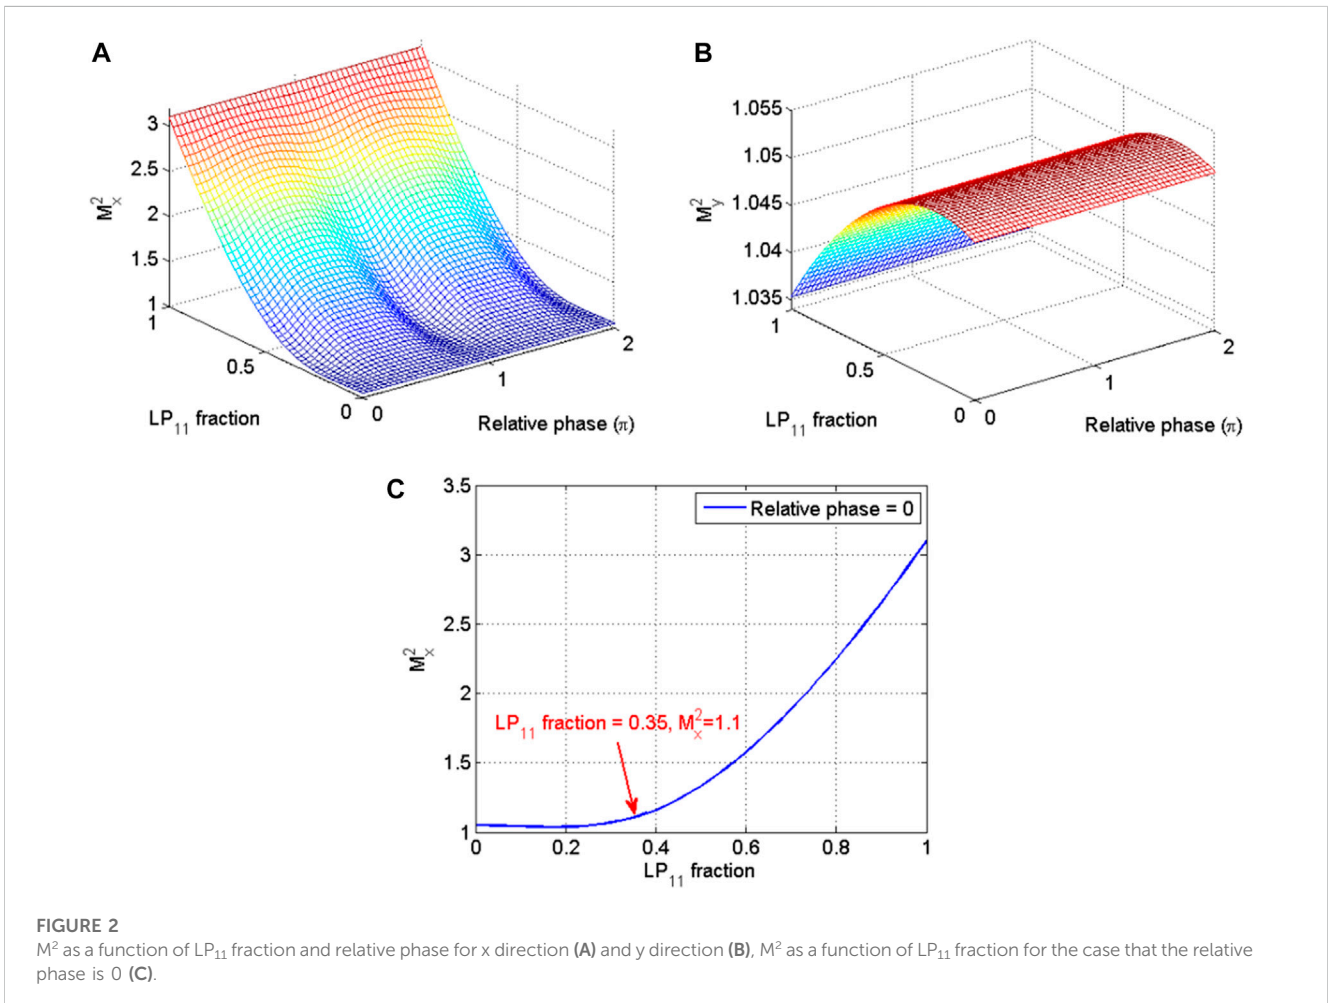 A
3
2.5
2
1.5
1
M²ₓ
1
0.5
0
LP₁₁ fraction
0
1
2
Relative phase (π)
B
1.055
1.05
1.045
1.04
1.035
M²y
1
0.5
0
LP₁₁ fraction
0
1
2
Relative phase (π)
C
3.5
3
2.5
2
1.5
1
M²ₓ
Relative phase = 0
LP₁₁ fraction = 0.35, M²ₓ=1.1
0 0.2 0.4 0.6 0.8 1
LP₁₁ fraction
FIGURE 2
M² as a function of LP₁₁ fraction and relative phase for x direction (A) and y direction (B), M² as a function of LP₁₁ fraction for the case that the relative
phase is 0 (C).